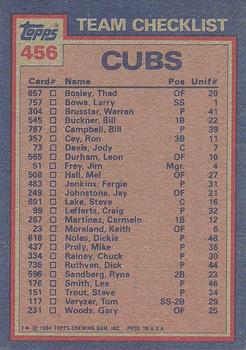 Topps
TEAM CHECKLIST
456
CUBS
Card# Name Pos Unif#
657 Bosley, Thad OF 20
757 Bowa, Larry SS 1
304 Brusstar, Warren P 41
545 Buckner, Bill 1B 22
787 Campbell, Bill P 39
357 Cey, Ron 3B 11
73 Davis, Jody C 7
565 Durham, Leon OF 10
51 Frey, Jim Mgr. 4
508 Hall, Mel OF 27
483 Jenkins, Fergie P 31
249 Johnstone, Jay OF 21
691 Lake, Steve C 16
99 Lefferts, Craig P 32
267 Martinez, Carmelo 1B 12
23 Moreland, Keith OF 6
618 Noles, Dickie P 48
437 Proly, Mike P 36
334 Rainey, Chuck P 30
736 Ruthven, Dick P 44
596 Sandberg, Ryne 2B 23
176 Smith, Lee P 46
151 Trout, Steve P 34
117 Veryzer, Tom SS-2B 29
231 Woods, Gary OF 25
© 1984 TOPPS CHEWING GUM, INC. PRTD. IN U.S.A.